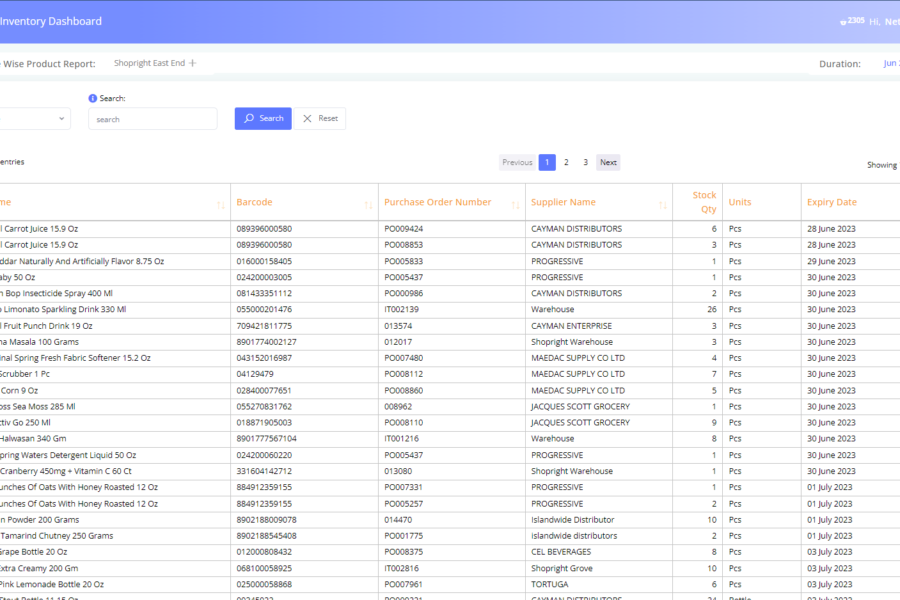 Inventory Dashboard 2305 Hi,
Wise Product Report: Shopright East End + Duration: Jun
Search:
search Search Reset
entries Previous 1 2 3 Next Showing
Barcode Purchase Order Number Supplier Name Stock Qty Units Expiry Date
Carrot Juice 15.9 Oz 089396000580 PO009424 CAYMAN DISTRIBUTORS 6 Pcs 28 June 2023
Carrot Juice 15.9 Oz 089396000580 PO008853 CAYMAN DISTRIBUTORS 3 Pcs 28 June 2023
ddar Naturally And Artificially Flavor 8.75 Oz 016000158405 PO005833 PROGRESSIVE 1 Pcs 29 June 2023
aby 50 Oz 024200003005 PO005437 PROGRESSIVE 1 Pcs 30 June 2023
Bop Insecticide Spray 400 Ml 081433351112 PO000986 CAYMAN DISTRIBUTORS 2 Pcs 30 June 2023
Limonato Sparkling Drink 330 Ml 055000201476 IT002139 Warehouse 26 Pcs 30 June 2023
Fruit Punch Drink 19 Oz 709421811775 013574 CAYMAN ENTERPRISE 3 Pcs 30 June 2023
Masala 100 Grams 8901774002127 012017 Shopright Warehouse 3 Pcs 30 June 2023
inal Spring Fresh Fabric Softener 15.2 Oz 043152016987 PO007480 MAEDAC SUPPLY CO LTD 4 Pcs 30 June 2023
Scrubber 1 Pc 04129479 PO008112 MAEDAC SUPPLY CO LTD 7 Pcs 30 June 2023
Corn 9 Oz 028400077651 PO008860 MAEDAC SUPPLY CO LTD 5 Pcs 30 June 2023
oss Sea Moss 285 Ml 055270831762 008962 JACQUES SCOTT GROCERY 1 Pcs 30 June 2023
tiv Go 250 Ml 018871905003 PO008110 JACQUES SCOTT GROCERY 9 Pcs 30 June 2023
Halwasan 340 Gm 8901777567104 IT001216 Warehouse 8 Pcs 30 June 2023
pring Waters Detergent Liquid 50 Oz 024200060220 PO005437 PROGRESSIVE 1 Pcs 30 June 2023
Cranberry 450mg + Vitamin C 60 Ct 331604142712 013080 Shopright Warehouse 1 Pcs 30 June 2023
unches Of Oats With Honey Roasted 12 Oz 884912359155 PO007331 PROGRESSIVE 1 Pcs 01 July 2023
unches Of Oats With Honey Roasted 12 Oz 884912359155 PO005257 PROGRESSIVE 2 Pcs 01 July 2023
n Powder 200 Grams 8902188009078 014470 Islandwide Distributor 10 Pcs 01 July 2023
Tamarind Chutney 250 Grams 8902188545408 PO001775 islandwide distributors 2 Pcs 01 July 2023
Grape Bottle 20 Oz 012000808432 PO008375 CEL BEVERAGES 8 Pcs 03 July 2023
Extra Creamy 200 Gm 068100058925 IT002816 Shopright Grove 10 Pcs 03 July 2023
Pink Lemonade Bottle 20 Oz 025000058868 PO007961 TORTUGA 6 Pcs 03 July 2023